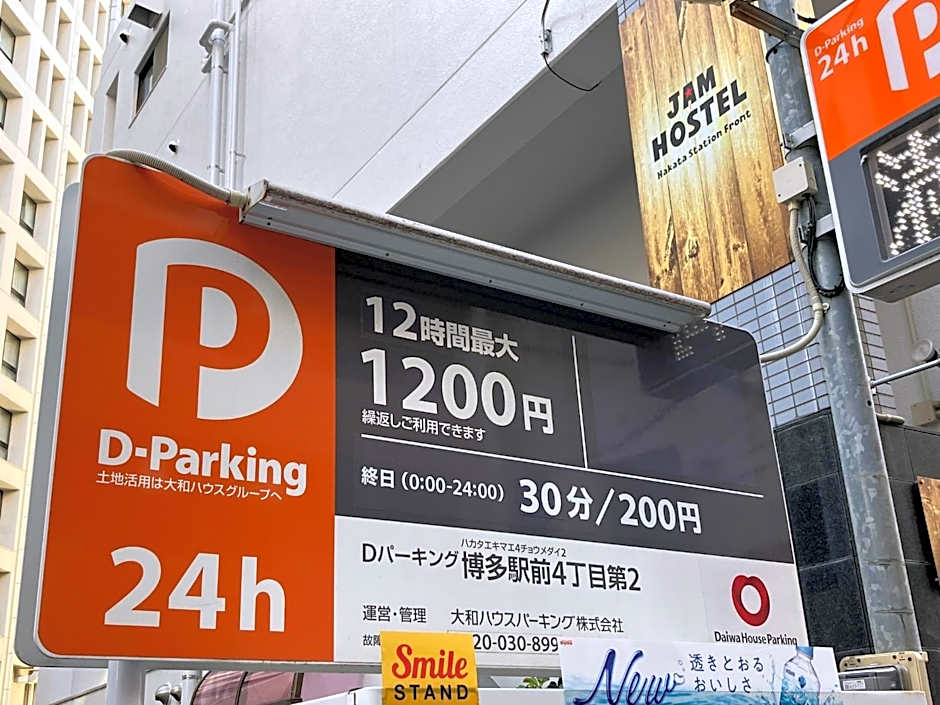 JAM
HOSTEL
Hakata Station Front
D-Parking
24h
P
P
D-Parking
土地活用は大和ハウスグループへ
24h
12時間最大
1200円
繰返しご利用できます
終日(0:00-24:00) 30分/200円
ハカタエキマエ4チョウメダイ2
Dパーキング 博多駅前4丁目第2
運営・管理 大和ハウスパーキング株式会社
20-030-899
Daiwa House Parking
Smile
STAND
New
透きとおる
おいしさ